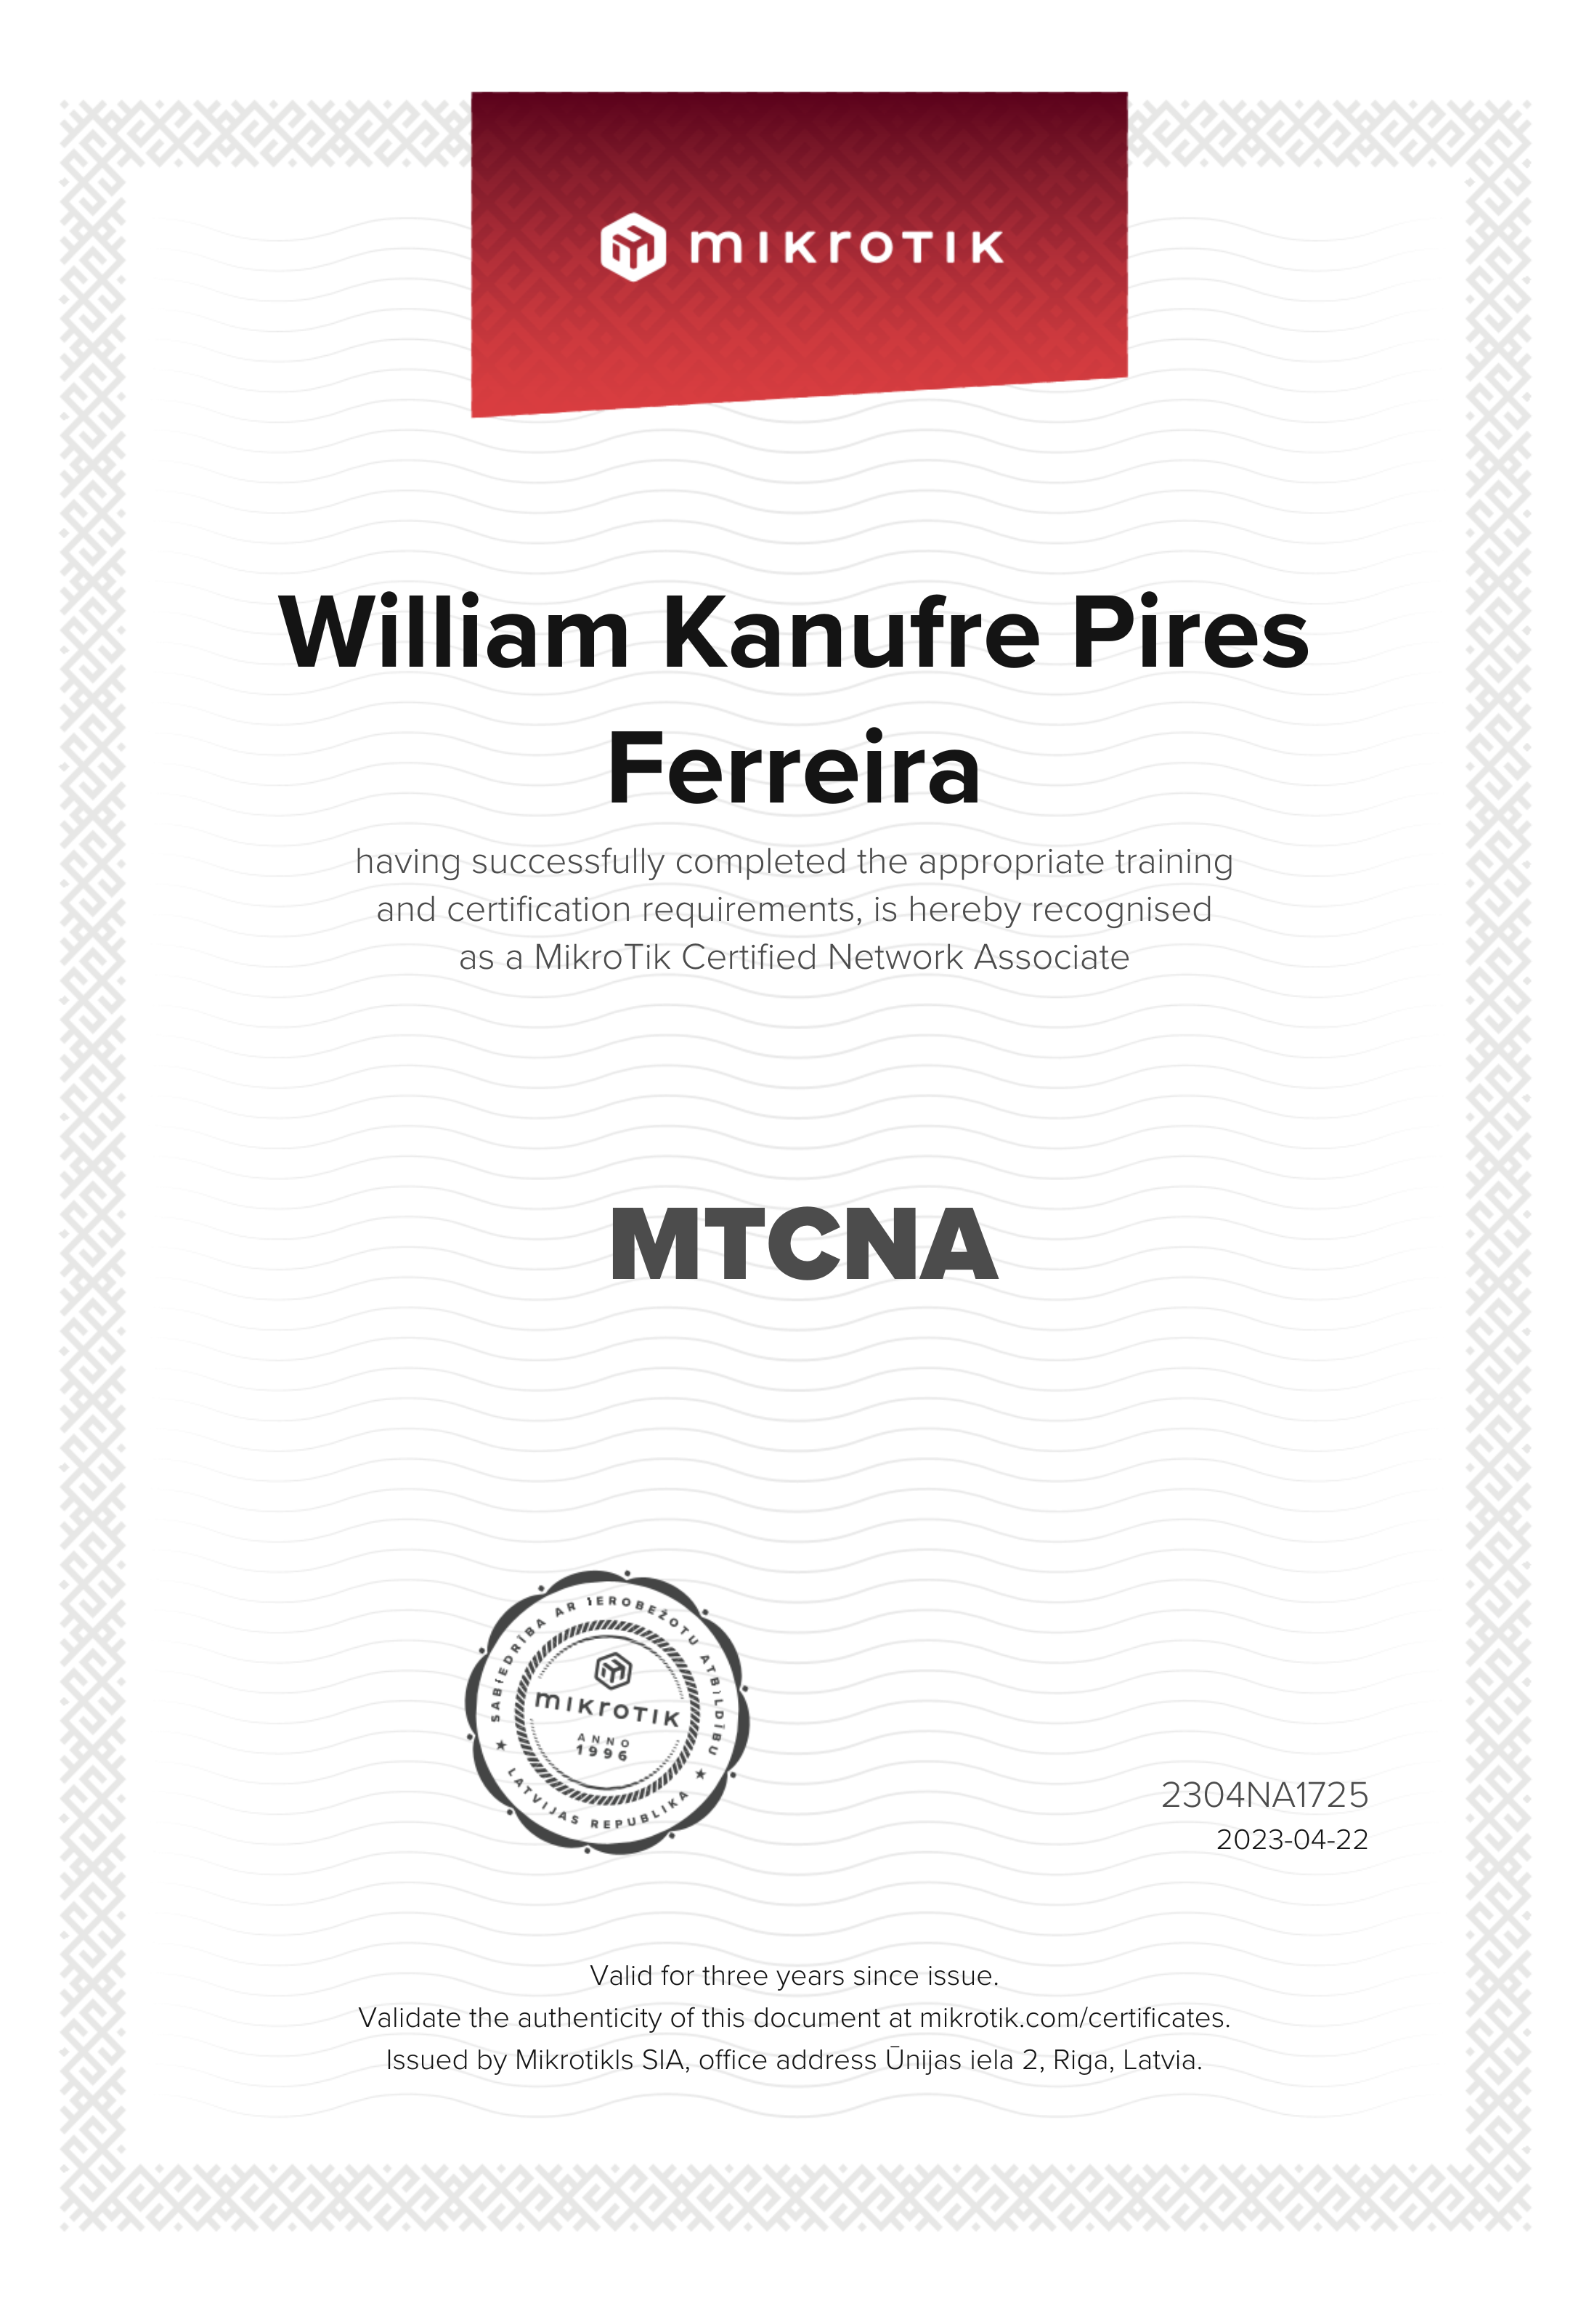 mikrotik
William Kanufre Pires
Ferreira
having successfully completed the appropriate training
and certification requirements, is hereby recognised
as a MikroTik Certified Network Associate
MTCNA
SABIEDRĪBA AR IEROBEŽOTU ATBILDĪBU
mikrotik
ANNO
1996
★ LATVIJAS REPUBLIKA ★
2304NA1725
2023-04-22
Valid for three years since issue.
Validate the authenticity of this document at mikrotik.com/certificates.
Issued by Mikrotikls SIA, office address Ūnijas iela 2, Riga, Latvia.